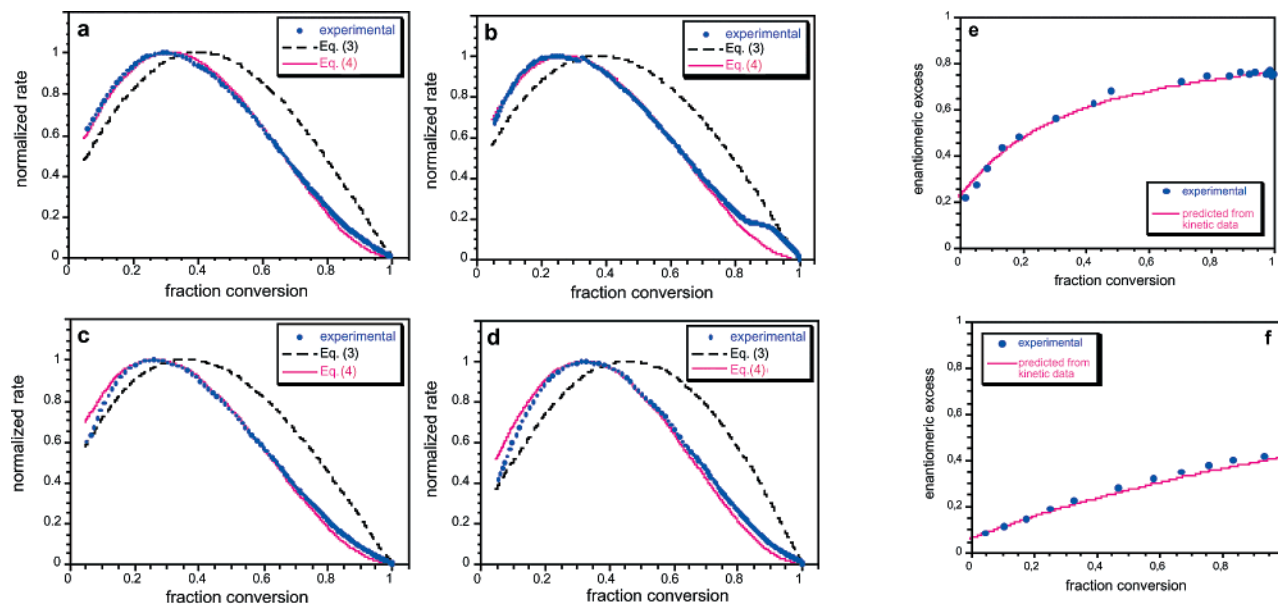 a
experimental
Eq. (3)
Eq. (4)
1.2
1
0.8
0.6
0.4
0.2
0
normalized rate
0 0.2 0.4 0.6 0.8 1
fraction conversion
b
experimental
Eq. (3)
Eq. (4)
1.2
1
0.8
0.6
0.4
0.2
0
normalized rate
0 0.2 0.4 0.6 0.8 1
fraction conversion
e
1
0,8
0,6
0,4
0,2
0
enantiomeric excess
experimental
predicted from
kinetic data
0 0,2 0,4 0,6 0,8 1
fraction conversion
c
experimental
Eq. (3)
Eq.(4)
1.2
1
0.8
0.6
0.4
0.2
0
normalized rate
0 0.2 0.4 0.6 0.8 1
fraction conversion
d
experimental
Eq. (3)
Eq.(4)
1.2
1
0.8
0.6
0.4
0.2
0
normalized rate
0 0.2 0.4 0.6 0.8 1
fraction conversion
f
experimental
predicted from
kinetic data
1
0,8
0,6
0,4
0,2
0
enantiomeric excess
0 0,2 0,4 0,6 0,8
fraction conversion